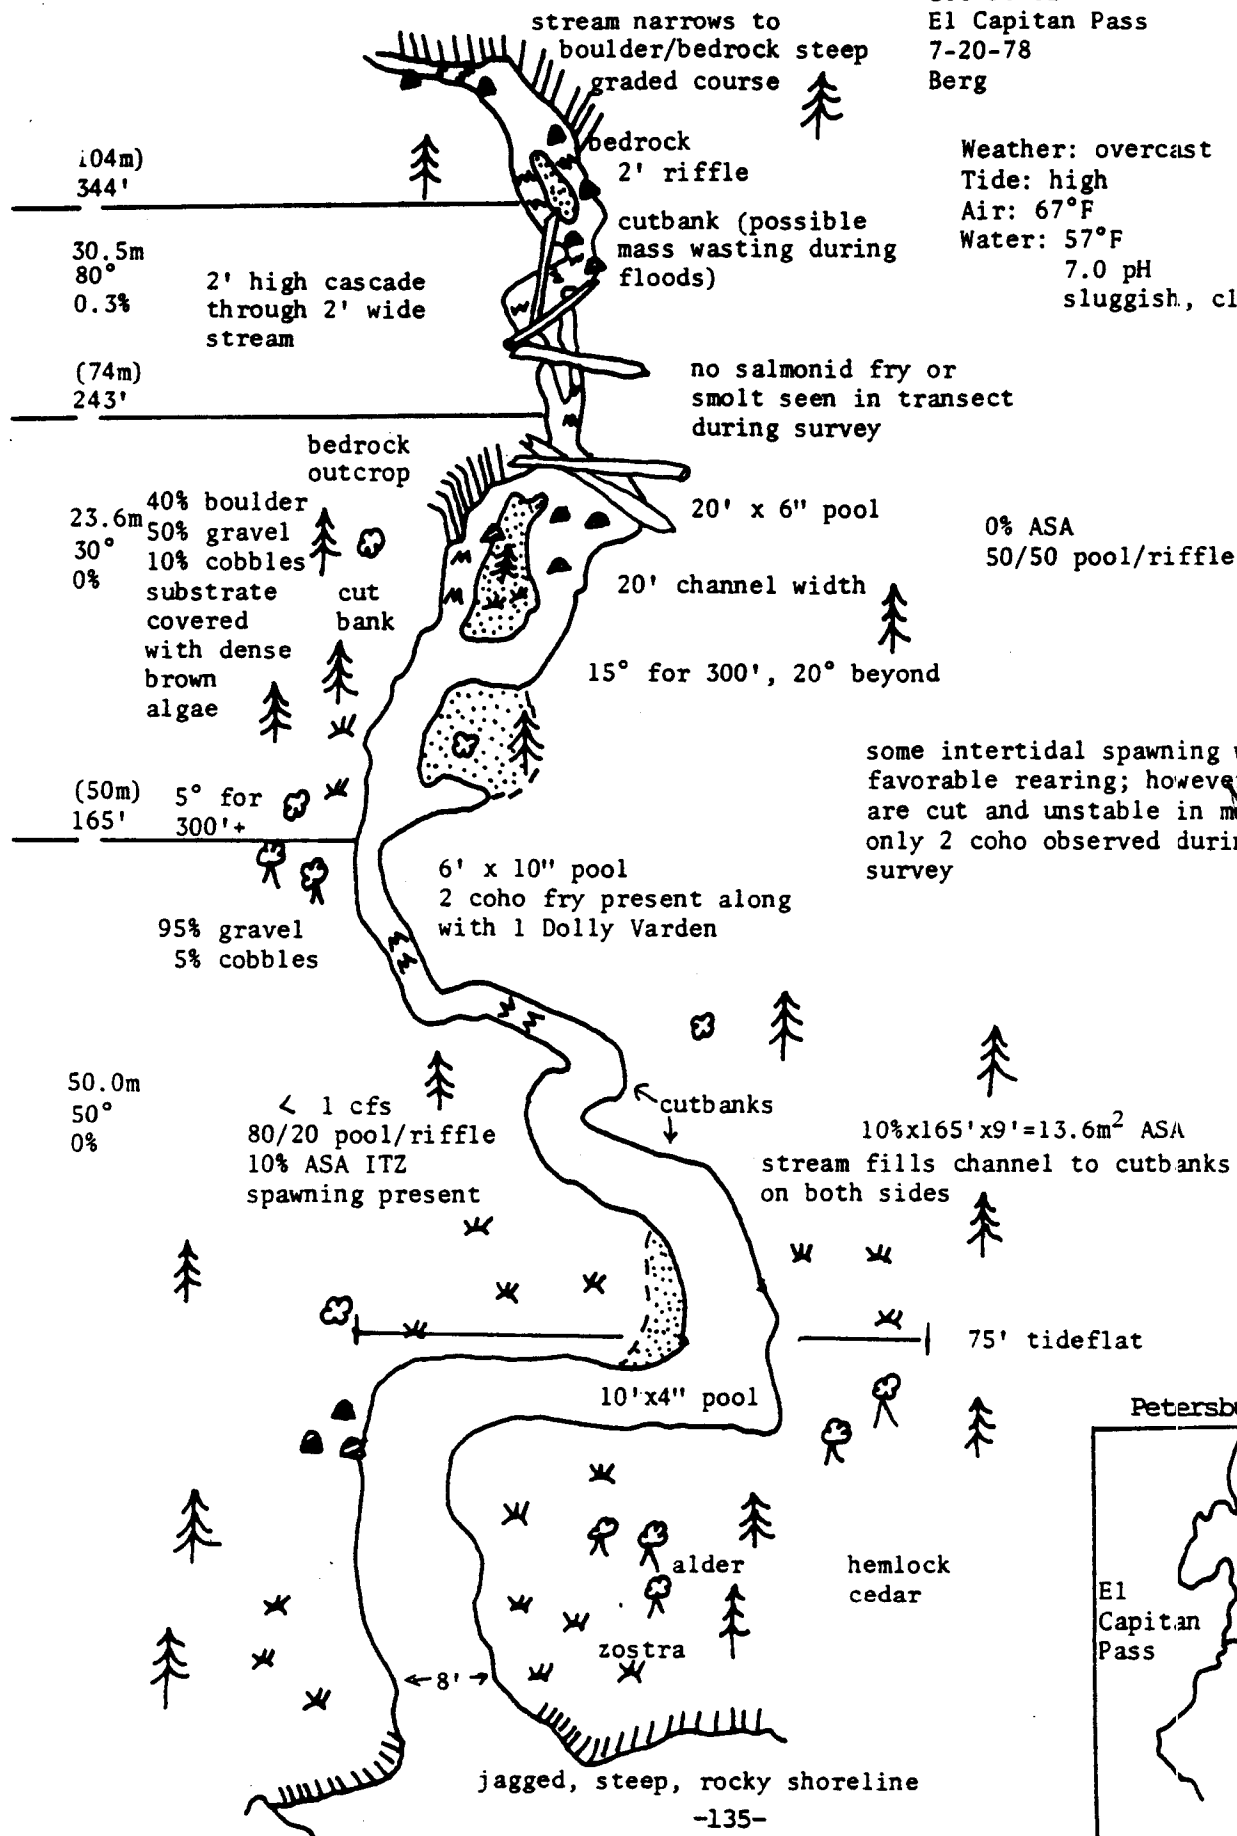 stream narrows to
boulder/bedrock steep
graded course
El Capitan Pass
7-20-78
Berg
bedrock
2' riffle
Weather: overcast
Tide: high
Air: 67°F
Water: 57°F
7.0 pH
sluggish,
104m)
344'
cutbank (possible
mass wasting during
floods)
30.5m
80°
0.3%
2' high cascade
through 2' wide
stream
(74m)
243'
no salmonid fry or
smolt seen in transect
during survey
bedrock
outcrop
20' x 6" pool
0% ASA
50/50 pool/riffle
23.6m
30°
0%
40% boulder
50% gravel
10% cobbles
substrate
covered
with dense
brown
algae
cut
bank
20' channel width
15° for 300', 20° beyond
some intertidal spawning
favorable rearing;
are cut and unstable in
only 2 coho observed
survey
(50m)
165'
5° for
300'+
6' x 10" pool
2 coho fry present along
with 1 Dolly Varden
95% gravel
5% cobbles
50.0m
50°
0%
< 1 cfs
80/20 pool/riffle
10% ASA ITZ
spawning present
cutbanks
10%x165'x9'=13.6m² ASA
stream fills channel to cutbanks
on both sides
75' tideflat
10'x4" pool
alder
hemlock
cedar
zostra
8'
El
Capitan
Pass
jagged, steep, rocky shoreline
-135-